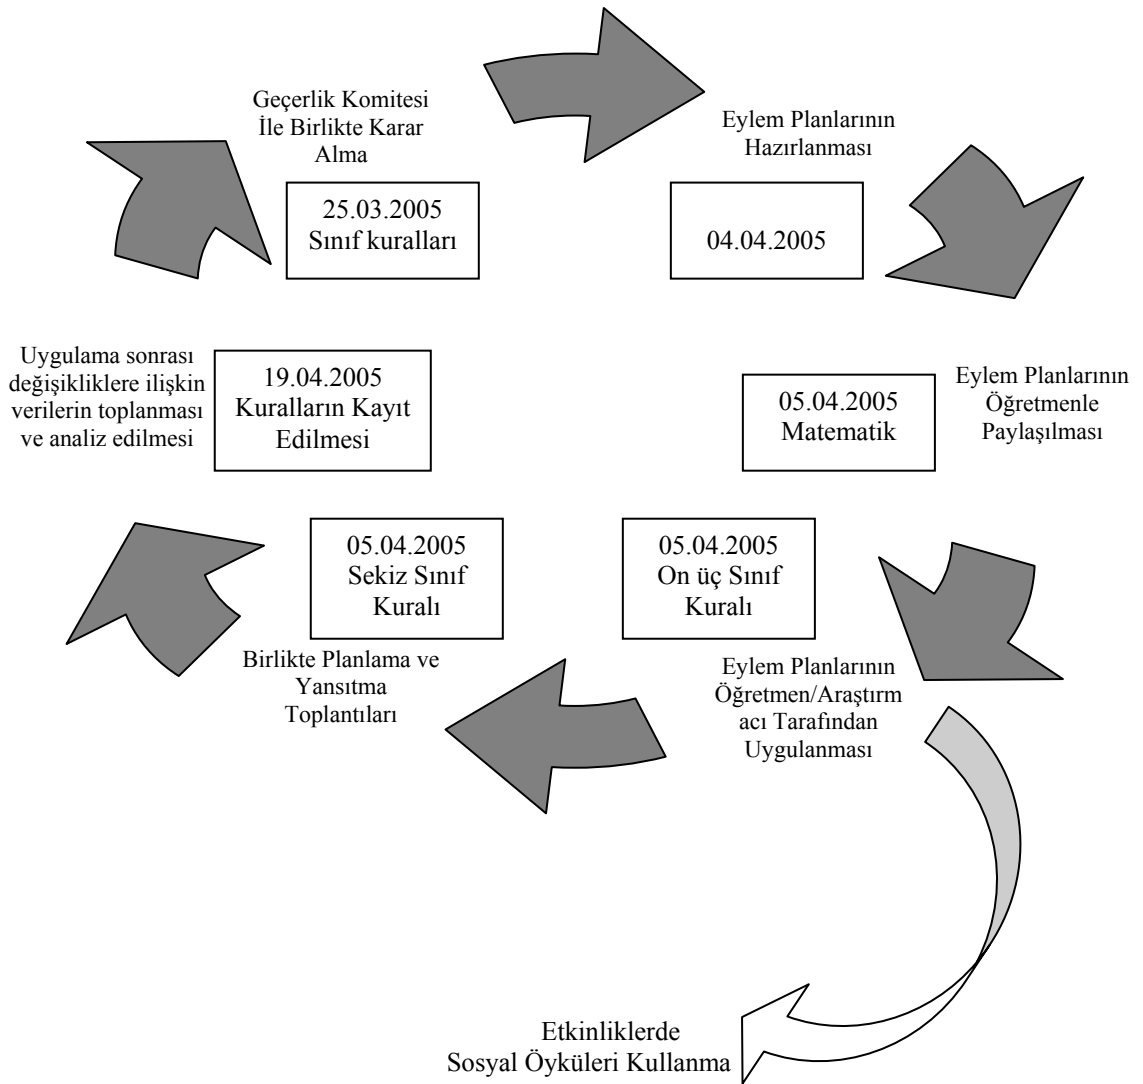 Geçerlik Komitesi
İle Birlikte Karar
Alma
25.03.2005
Sınıf kuralları
Eylem Planlarının
Hazırlanması
04.04.2005
Eylem Planlarının
Öğretmenle
Paylaşılması
05.04.2005
Matematik
05.04.2005
On üç Sınıf
Kuralı
Eylem Planlarının
Öğretmen/Araştırm
acı Tarafından
Uygulanması
05.04.2005
Sekiz Sınıf
Kuralı
Birlikte Planlama ve
Yansıtma
Toplantıları
Uygulama sonrası
değişikliklere ilişkin
verilerin toplanması
ve analiz edilmesi
19.04.2005
Kuralların Kayıt
Edilmesi
Etkinliklerde
Sosyal Öyküleri Kullanma